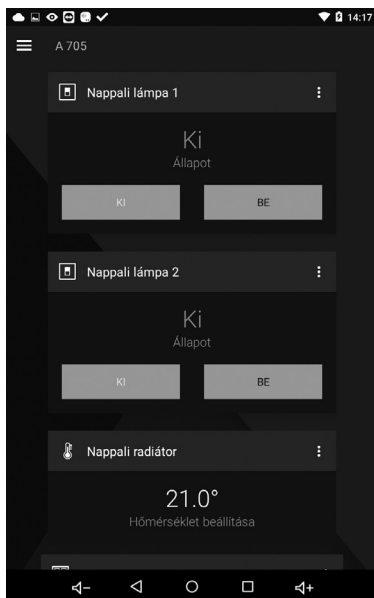 14:17
A 705
Nappali lámpa 1
Ki
Állapot
KI BE
Nappali lámpa 2
Ki
Állapot
KI BE
Nappali radiátor
21.0°
Hőmérséklet beállítása